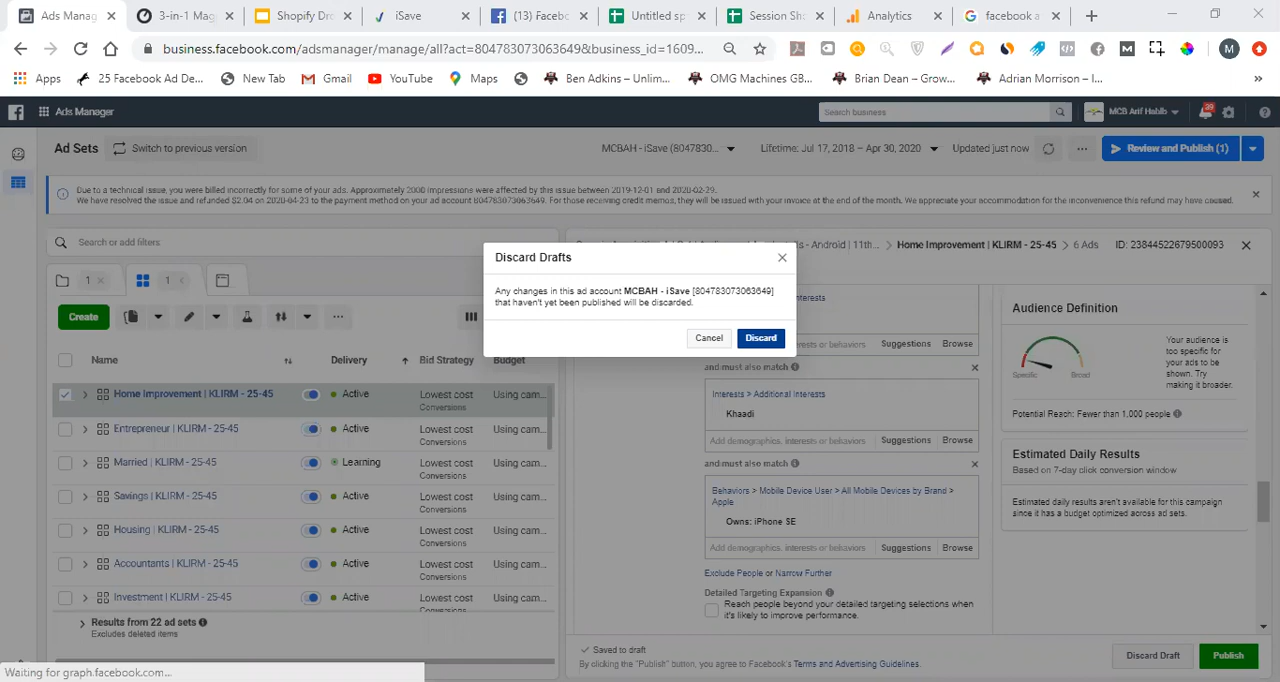 Ads Manag
3-in-1 Mag
Shopify Dro
iSave
(13) Facebo
Untitled sp
Session She
Analytics
facebook a
business.facebook.com/adsmanager/manage/all?act=804783073063649&business_id=1609...
Apps
25 Facebook Ad De...
New Tab
Gmail
YouTube
Maps
Ben Adkins – Unlim...
OMG Machines GB...
Brian Dean – Grow...
Adrian Morrison – I...
Ads Manager
Search business
MCB Arif Habib
39
Ad Sets
Switch to previous version
MCBAH - iSave (8047830...
Lifetime: Jul 17, 2018 – Apr 30, 2020
Updated just now
Review and Publish (1)
Due to a technical issue, you were billed incorrectly for some of your ads. Approximately 2000 impressions were affected by this issue between 2019-12-01 and 2020-02-29.
We have resolved the issue and refunded $2.04 on 2020-04-23 to the payment method on your ad account 804783073063649. For those receiving credit memos, they will be issued with your invoice at the end of the month. We appreciate your accommodation for the inconvenience this refund may have caused.
Search or add filters
- Android | 11th...
Home Improvement | KLIRM - 25-45
6 Ads
ID: 23844522679500093
1
1
Create
Name
Delivery
Bid Strategy
Budget
Home Improvement | KLIRM - 25-45
Active
Lowest cost
Conversions
Using cam...
Entrepreneur | KLIRM - 25-45
Active
Lowest cost
Conversions
Using cam...
Married | KLIRM - 25-45
Learning
Lowest cost
Conversions
Using cam...
Savings | KLIRM - 25-45
Active
Lowest cost
Conversions
Using cam...
Housing | KLIRM - 25-45
Active
Lowest cost
Conversions
Using cam...
Accountants | KLIRM - 25-45
Active
Lowest cost
Conversions
Using cam...
Investment | KLIRM - 25-45
Active
Lowest cost
Conversions
Using cam...
Results from 22 ad sets
Excludes deleted items
Discard Drafts
Any changes in this ad account MCBAH - iSave [804783073063649]
that haven't yet been published will be discarded.
Cancel
Discard
Interests
interests or behaviors
Suggestions
Browse
and must also match
Interests > Additional Interests
Khaadi
Add demographics, interests or behaviors
Suggestions
Browse
and must also match
Behaviors > Mobile Device User > All Mobile Devices by Brand >
Apple
Owns: iPhone SE
Add demographics, interests or behaviors
Suggestions
Browse
Exclude People or Narrow Further
Detailed Targeting Expansion
Reach people beyond your detailed targeting selections when
it's likely to improve performance.
Audience Definition
Specific
Broad
Your audience is
too specific for
your ads to be
shown. Try
making it broader.
Potential Reach: Fewer than 1,000 people
Estimated Daily Results
Based on 7-day click conversion window
Estimated daily results aren't available for this campaign
since it has a budget optimized across ad sets.
Saved to draft
By clicking the "Publish" button, you agree to Facebook's Terms and Advertising Guidelines.
Discard Draft
Publish
Waiting for graph.facebook.com...